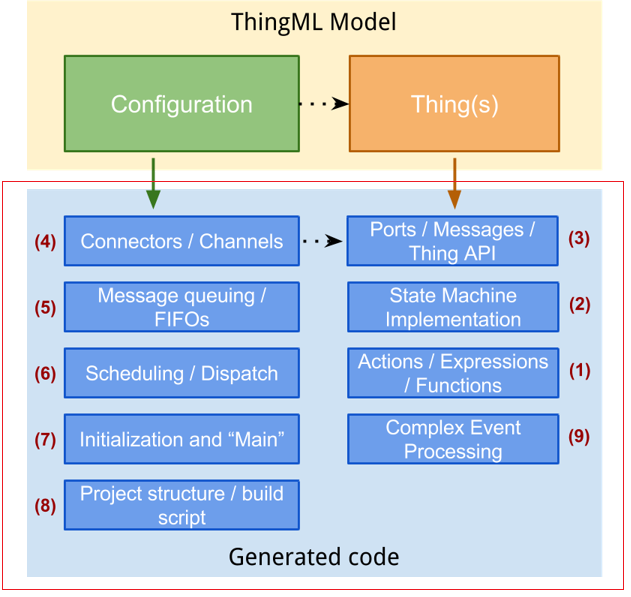 ThingML Model
Configuration
Thing(s)
(4)
Connectors / Channels
Ports / Messages /
Thing API
(3)
(5)
Message queuing /
FIFOs
State Machine
Implementation
(2)
(6)
Scheduling / Dispatch
Actions / Expressions
/ Functions
(1)
(7)
Initialization and “Main”
Complex Event
Processing
(9)
(8)
Project structure / build
script
Generated code